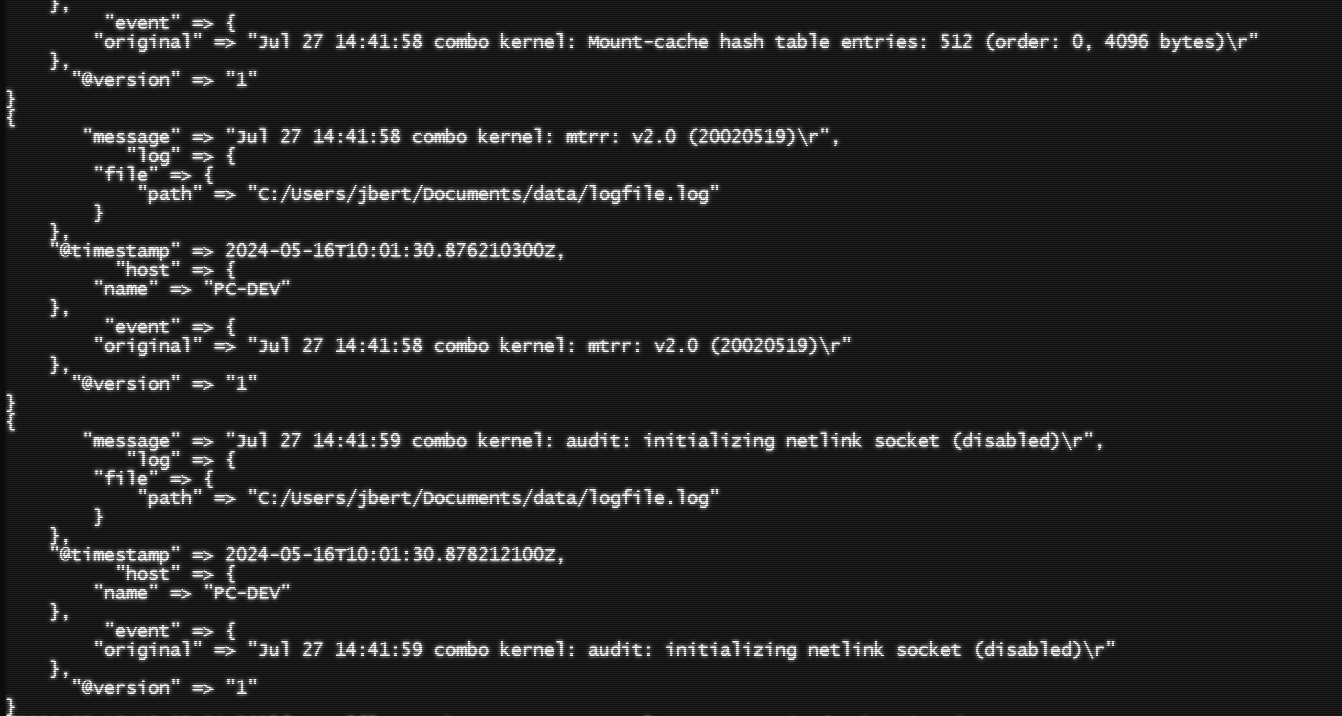 },
"event" => {
"original" => "Jul 27 14:41:58 combo kernel: Mount-cache hash table entries: 512 (order: 0, 4096 bytes)\r"
},
"@version" => "1"
}
{
"message" => "Jul 27 14:41:58 combo kernel: mtrr: v2.0 (20020519)\r",
"log" => {
"file" => {
"path" => "C:/Users/jbert/Documents/data/logfile.log"
}
},
"@timestamp" => 2024-05-16T10:01:30.876210300Z,
"host" => {
"name" => "PC-DEV"
},
"event" => {
"original" => "Jul 27 14:41:58 combo kernel: mtrr: v2.0 (20020519)\r"
},
"@version" => "1"
}
{
"message" => "Jul 27 14:41:59 combo kernel: audit: initializing netlink socket (disabled)\r",
"log" => {
"file" => {
"path" => "C:/Users/jbert/Documents/data/logfile.log"
}
},
"@timestamp" => 2024-05-16T10:01:30.878212100Z,
"host" => {
"name" => "PC-DEV"
},
"event" => {
"original" => "Jul 27 14:41:59 combo kernel: audit: initializing netlink socket (disabled)\r"
},
"@version" => "1"
}